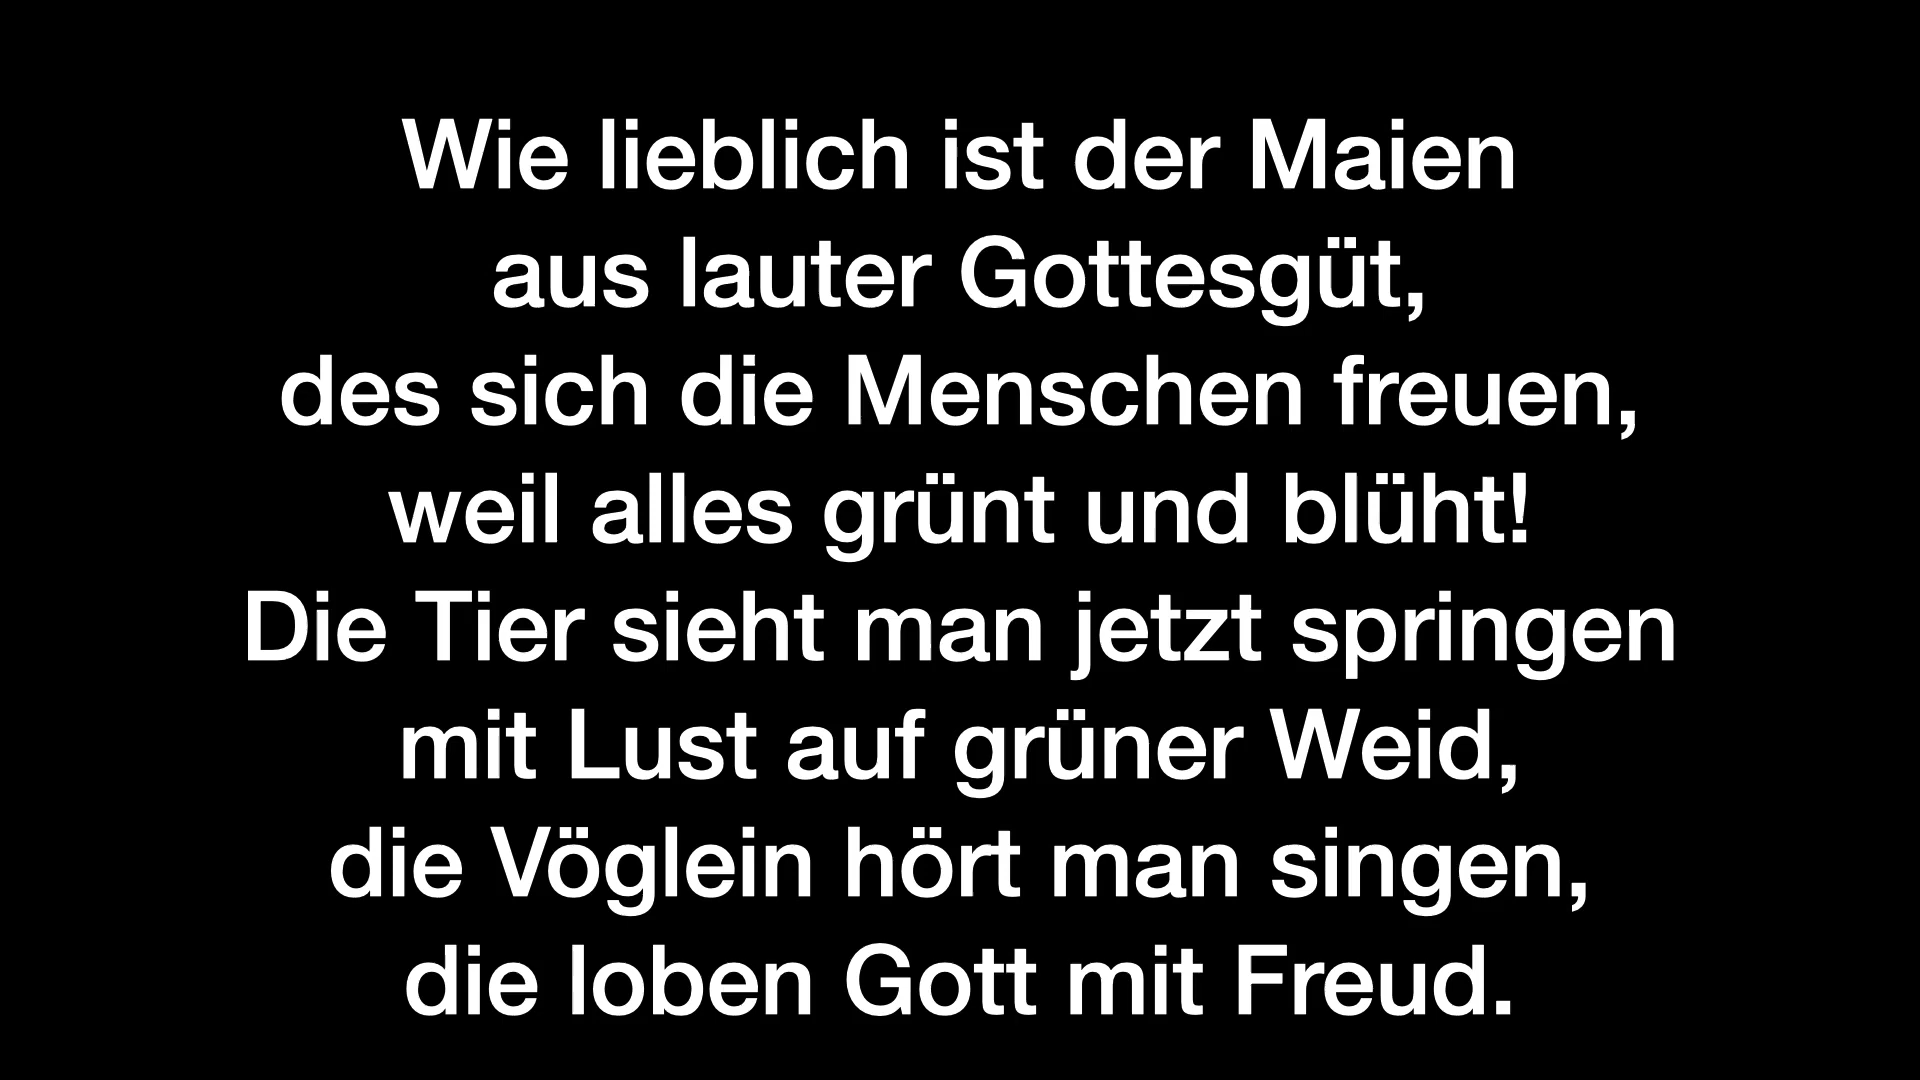 Wie lieblich ist der Maien
aus lauter Gottesgüt,
des sich die Menschen freuen,
weil alles grünt und blüht!
Die Tier sieht man jetzt springen
mit Lust auf grüner Weid,
die Vöglein hört man singen,
die loben Gott mit Freud.